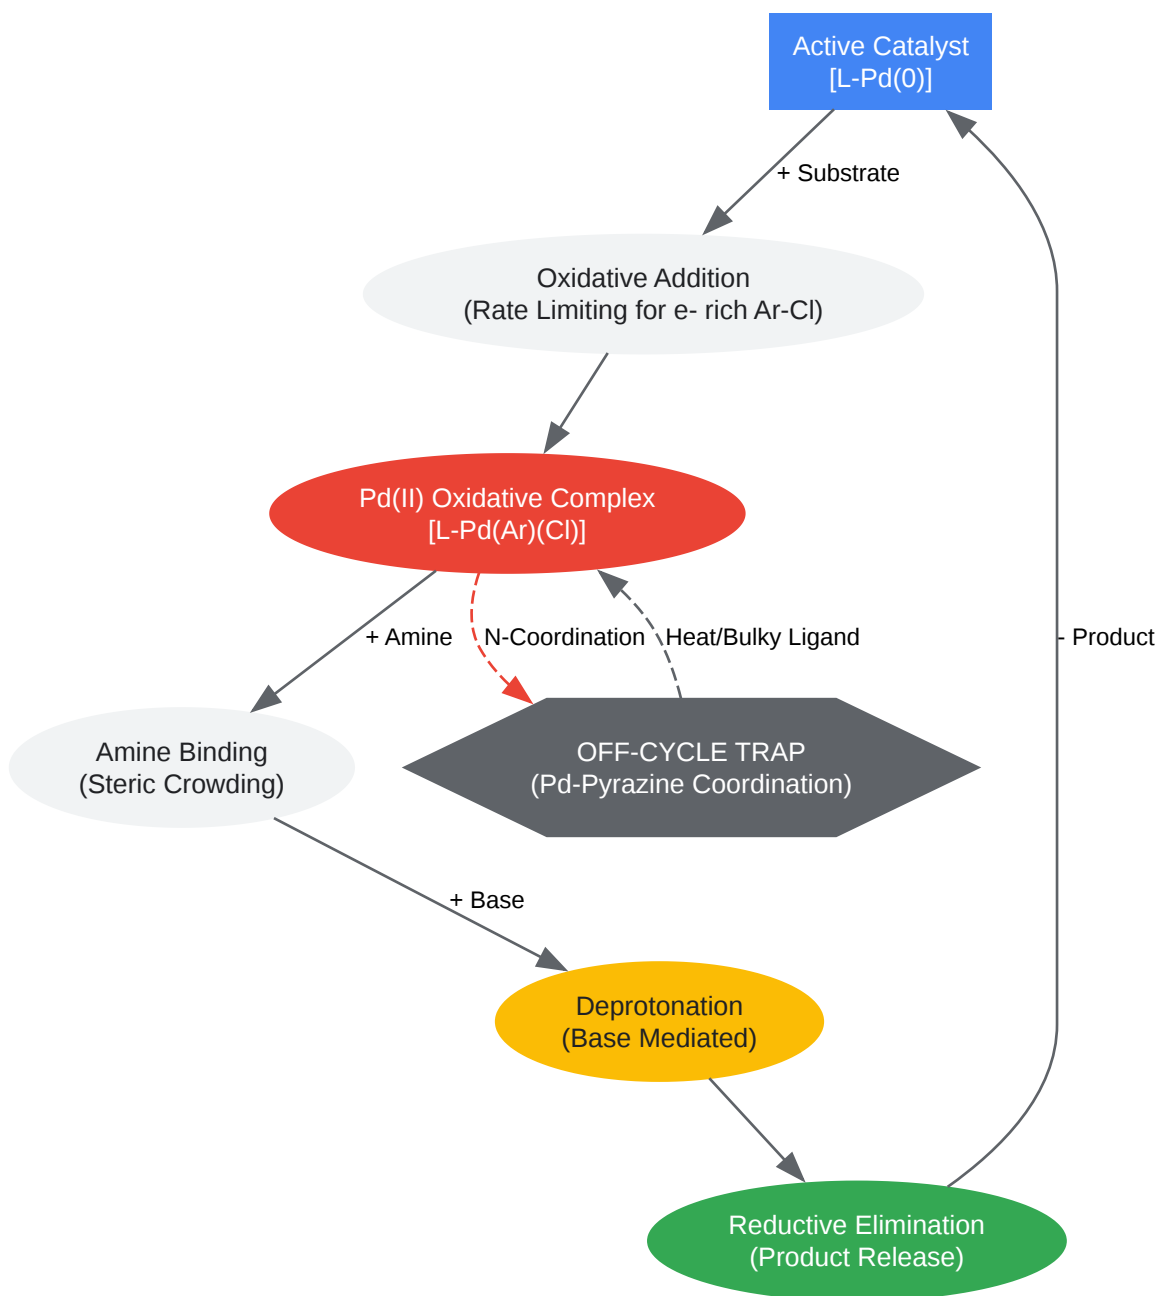 Active Catalyst
[L-Pd(0)]
+ Substrate
Oxidative Addition
(Rate Limiting for e- rich Ar-Cl)
Pd(II) Oxidative Complex
[L-Pd(Ar)(Cl)]
+ Amine
N-Coordination
Heat/Bulky Ligand
- Product
Amine Binding
(Steric Crowding)
OFF-CYCLE TRAP
(Pd-Pyrazine Coordination)
+ Base
Deprotonation
(Base Mediated)
Reductive Elimination
(Product Release)